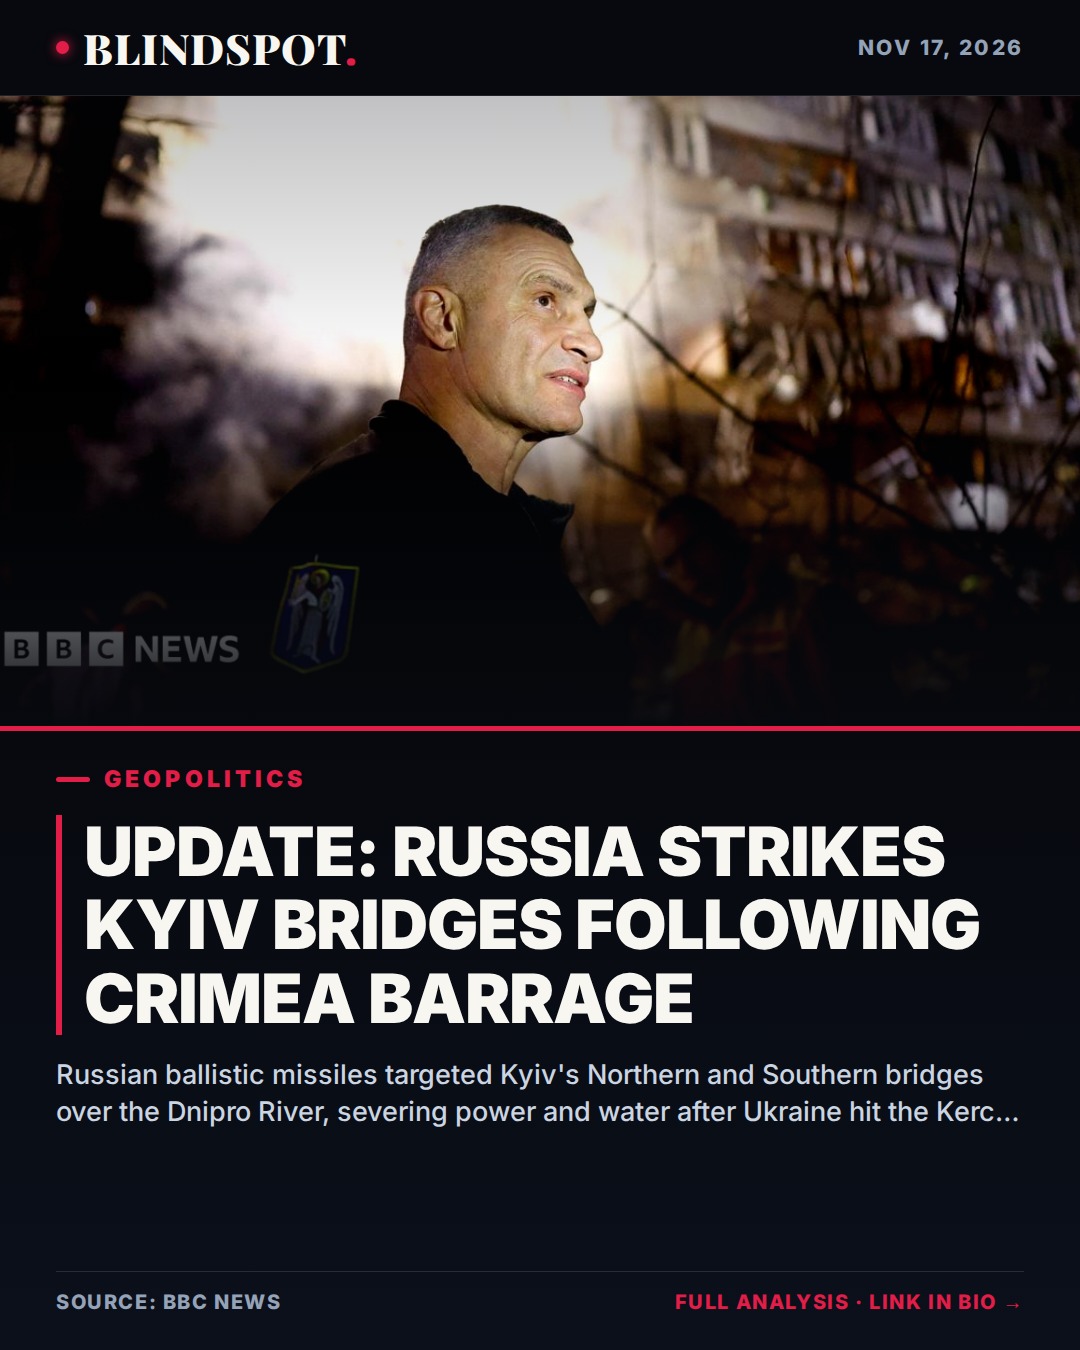 BLINDSPOT.
NOV 17, 2026
BBC NEWS
GEOPOLITICS
UPDATE: RUSSIA STRIKES
KYIV BRIDGES FOLLOWING
CRIMEA BARRAGE
Russian ballistic missiles targeted Kyiv's Northern and Southern bridges
over the Dnipro River, severing power and water after Ukraine hit the Kerc...
SOURCE: BBC NEWS
FULL ANALYSIS · LINK IN BIO →